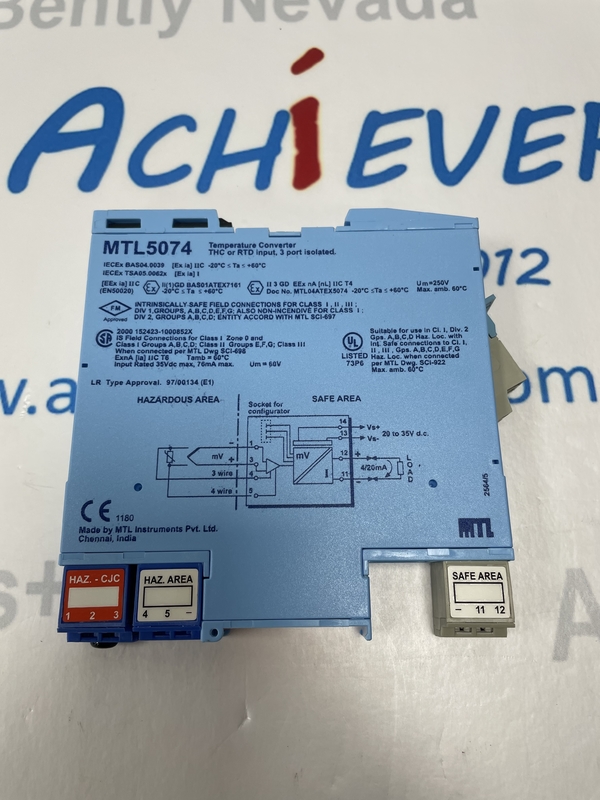 Bently Nevada
ACHIEVER
2012
www.a
.com
MTL5074
Temperature Converter
THC or RTD input, 3 port isolated.
IECEx BAS04.0039 [Ex ia] IIC -20°C ≤ Ta ≤ +60°C
IECEx TSA05.0062x [Ex ia] I
[EEx ia] IIC
(EN50020)
II(1)GD BAS01ATEX7161
-20°C ≤ Ta ≤ +60°C
II 3 GD EEx nA [nL] IIC T4
Doc No. MTL04ATEX5074 -20°C ≤Ta ≤+60°C
Um=250V
Max. amb. 60°C
FM
Approved
INTRINSICALLY-SAFE FIELD CONNECTIONS FOR CLASS I, II, III ;
DIV 1,GROUPS A,B,C,D,E,F,G; ALSO NON-INCENDIVE FOR CLASS I ;
DIV 2, GROUPS A,B,C,D; ENTITY ACCORD WITH MTL SCI-697
2000 152423-1000852X
IS Field Connections for Class I Zone 0 and
Class I Groups A,B,C,D; Class II Groups E,F,G; Class III
When connected per MTL Dwg SCI-696
ExnA [ia] IIC T6 Tamb = 60°C
Input Rated 35Vdc max, 76mA max. Um = 60V
UL
LISTED
73P6
Suitable for use in Cl. I, Div. 2
Gps. A,B,C,D Haz. Loc. with
inl. Safe connections to Cl. I,
II, III, Gps. A,B,C,D,E,F,G
Haz. Loc. when connected
per MTL Dwg. SCI-922
Max. amb. 60°C
LR Type Approval. 97/00134 (E1)
HAZARDOUS AREA
Socket for
configurator
SAFE AREA
14 Vs+
13 Vs-
20 to 35V d.c.
- 1
mV
+ 3
3 wire 4
4 wire 5
mV
I
12 +
4/20mA
11 -
LOAD
2564/5
CE 1180
Made by MTL Instruments Pvt. Ltd.
Chennai, India
MTL
HAZ. - CJC
1 2 3
HAZ. AREA
4 5 -
SAFE AREA
- 11 12
s+
A